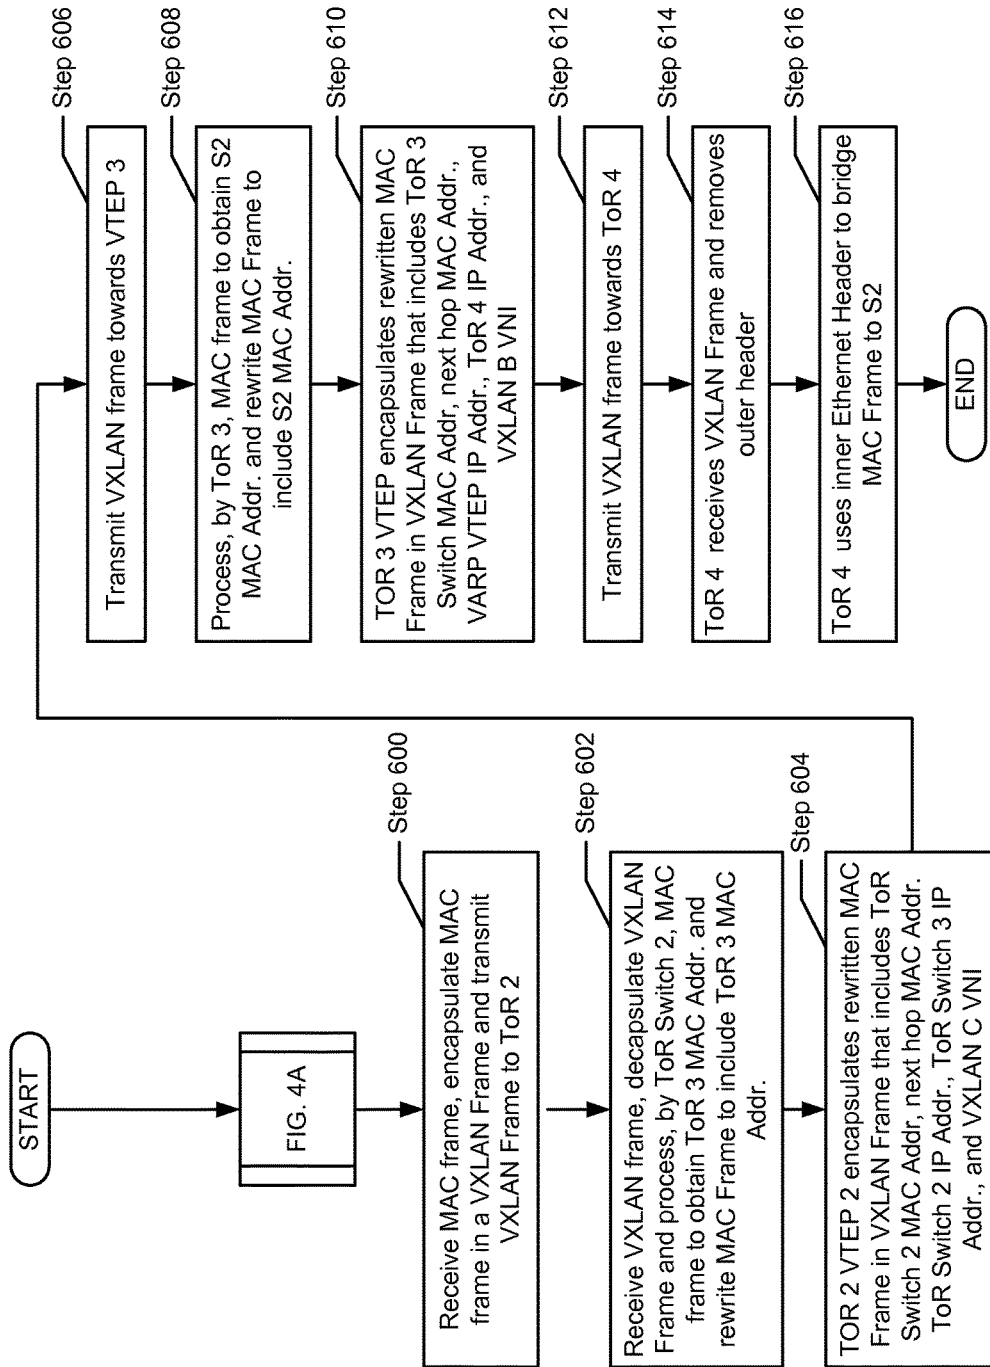 START
FIG. 4A
Step 600
Receive MAC frame, encapsulate MAC
frame in a VXLAN Frame and transmit
VXLAN Frame to ToR 2
Step 602
Receive VXLAN frame, decapsulate VXLAN
Frame and process, by ToR Switch 2, MAC
frame to obtain ToR 3 MAC Addr. and
rewrite MAC Frame to include ToR 3 MAC
Addr.
Step 604
TOR 2 VTEP 2 encapsulates rewritten MAC
Frame in VXLAN Frame that includes ToR
Switch 2 MAC Addr, next hop MAC Addr.
ToR Switch 2 IP Addr., ToR Switch 3 IP
Addr., and VXLAN C VNI
Step 606
Transmit VXLAN frame towards VTEP 3
Step 608
Process, by ToR 3, MAC frame to obtain S2
MAC Addr. and rewrite MAC Frame to
include S2 MAC Addr.
Step 610
TOR 3 VTEP encapsulates rewritten MAC
Frame in VXLAN Frame that includes ToR 3
Switch MAC Addr, next hop MAC Addr.,
VARP VTEP IP Addr., ToR 4 IP Addr., and
VXLAN B VNI
Step 612
Transmit VXLAN frame towards ToR 4
Step 614
ToR 4 receives VXLAN Frame and removes
outer header
Step 616
ToR 4 uses inner Ethernet Header to bridge
MAC Frame to S2
END